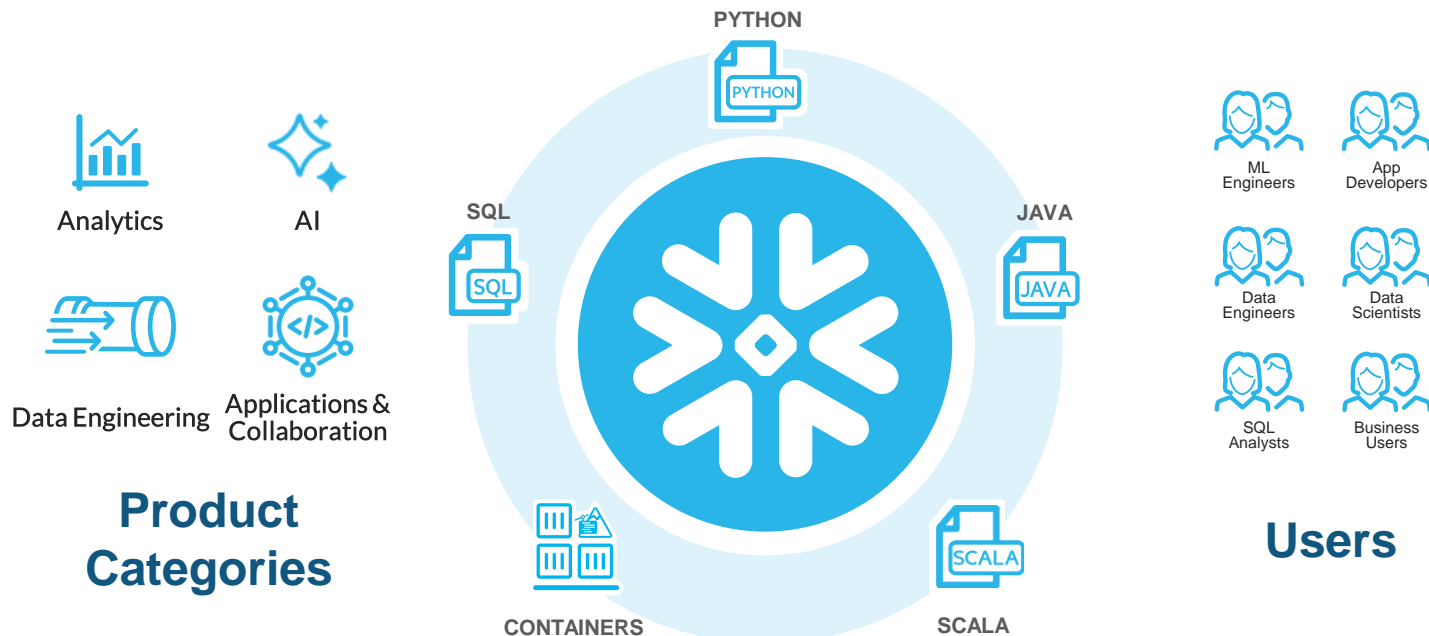 Analytics
AI
Data Engineering
Applications &
Collaboration
Product
Categories
PYTHON
PYTHON
SQL
SQL
JAVA
JAVA
CONTAINERS
SCALA
SCALA
ML
Engineers
App
Developers
Data
Engineers
Data
Scientists
SQL
Analysts
Business
Users
Users